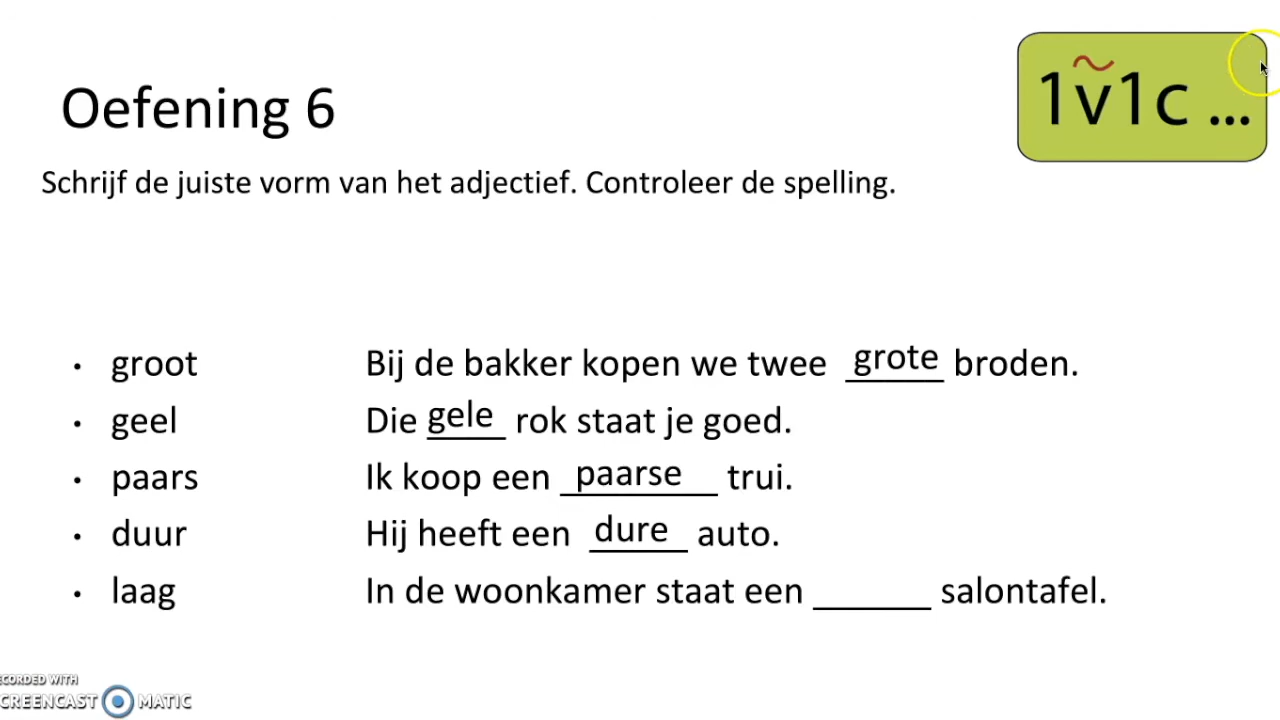 1ṽ1c ...
Oefening 6
Schrijf de juiste vorm van het adjectief. Controleer de spelling.
• groot Bij de bakker kopen we twee grote broden.
• geel Die gele rok staat je goed.
• paars Ik koop een paarse trui.
• duur Hij heeft een dure auto.
• laag In de woonkamer staat een ______ salontafel.
ECORDED WITH
CREENCAST MATIC